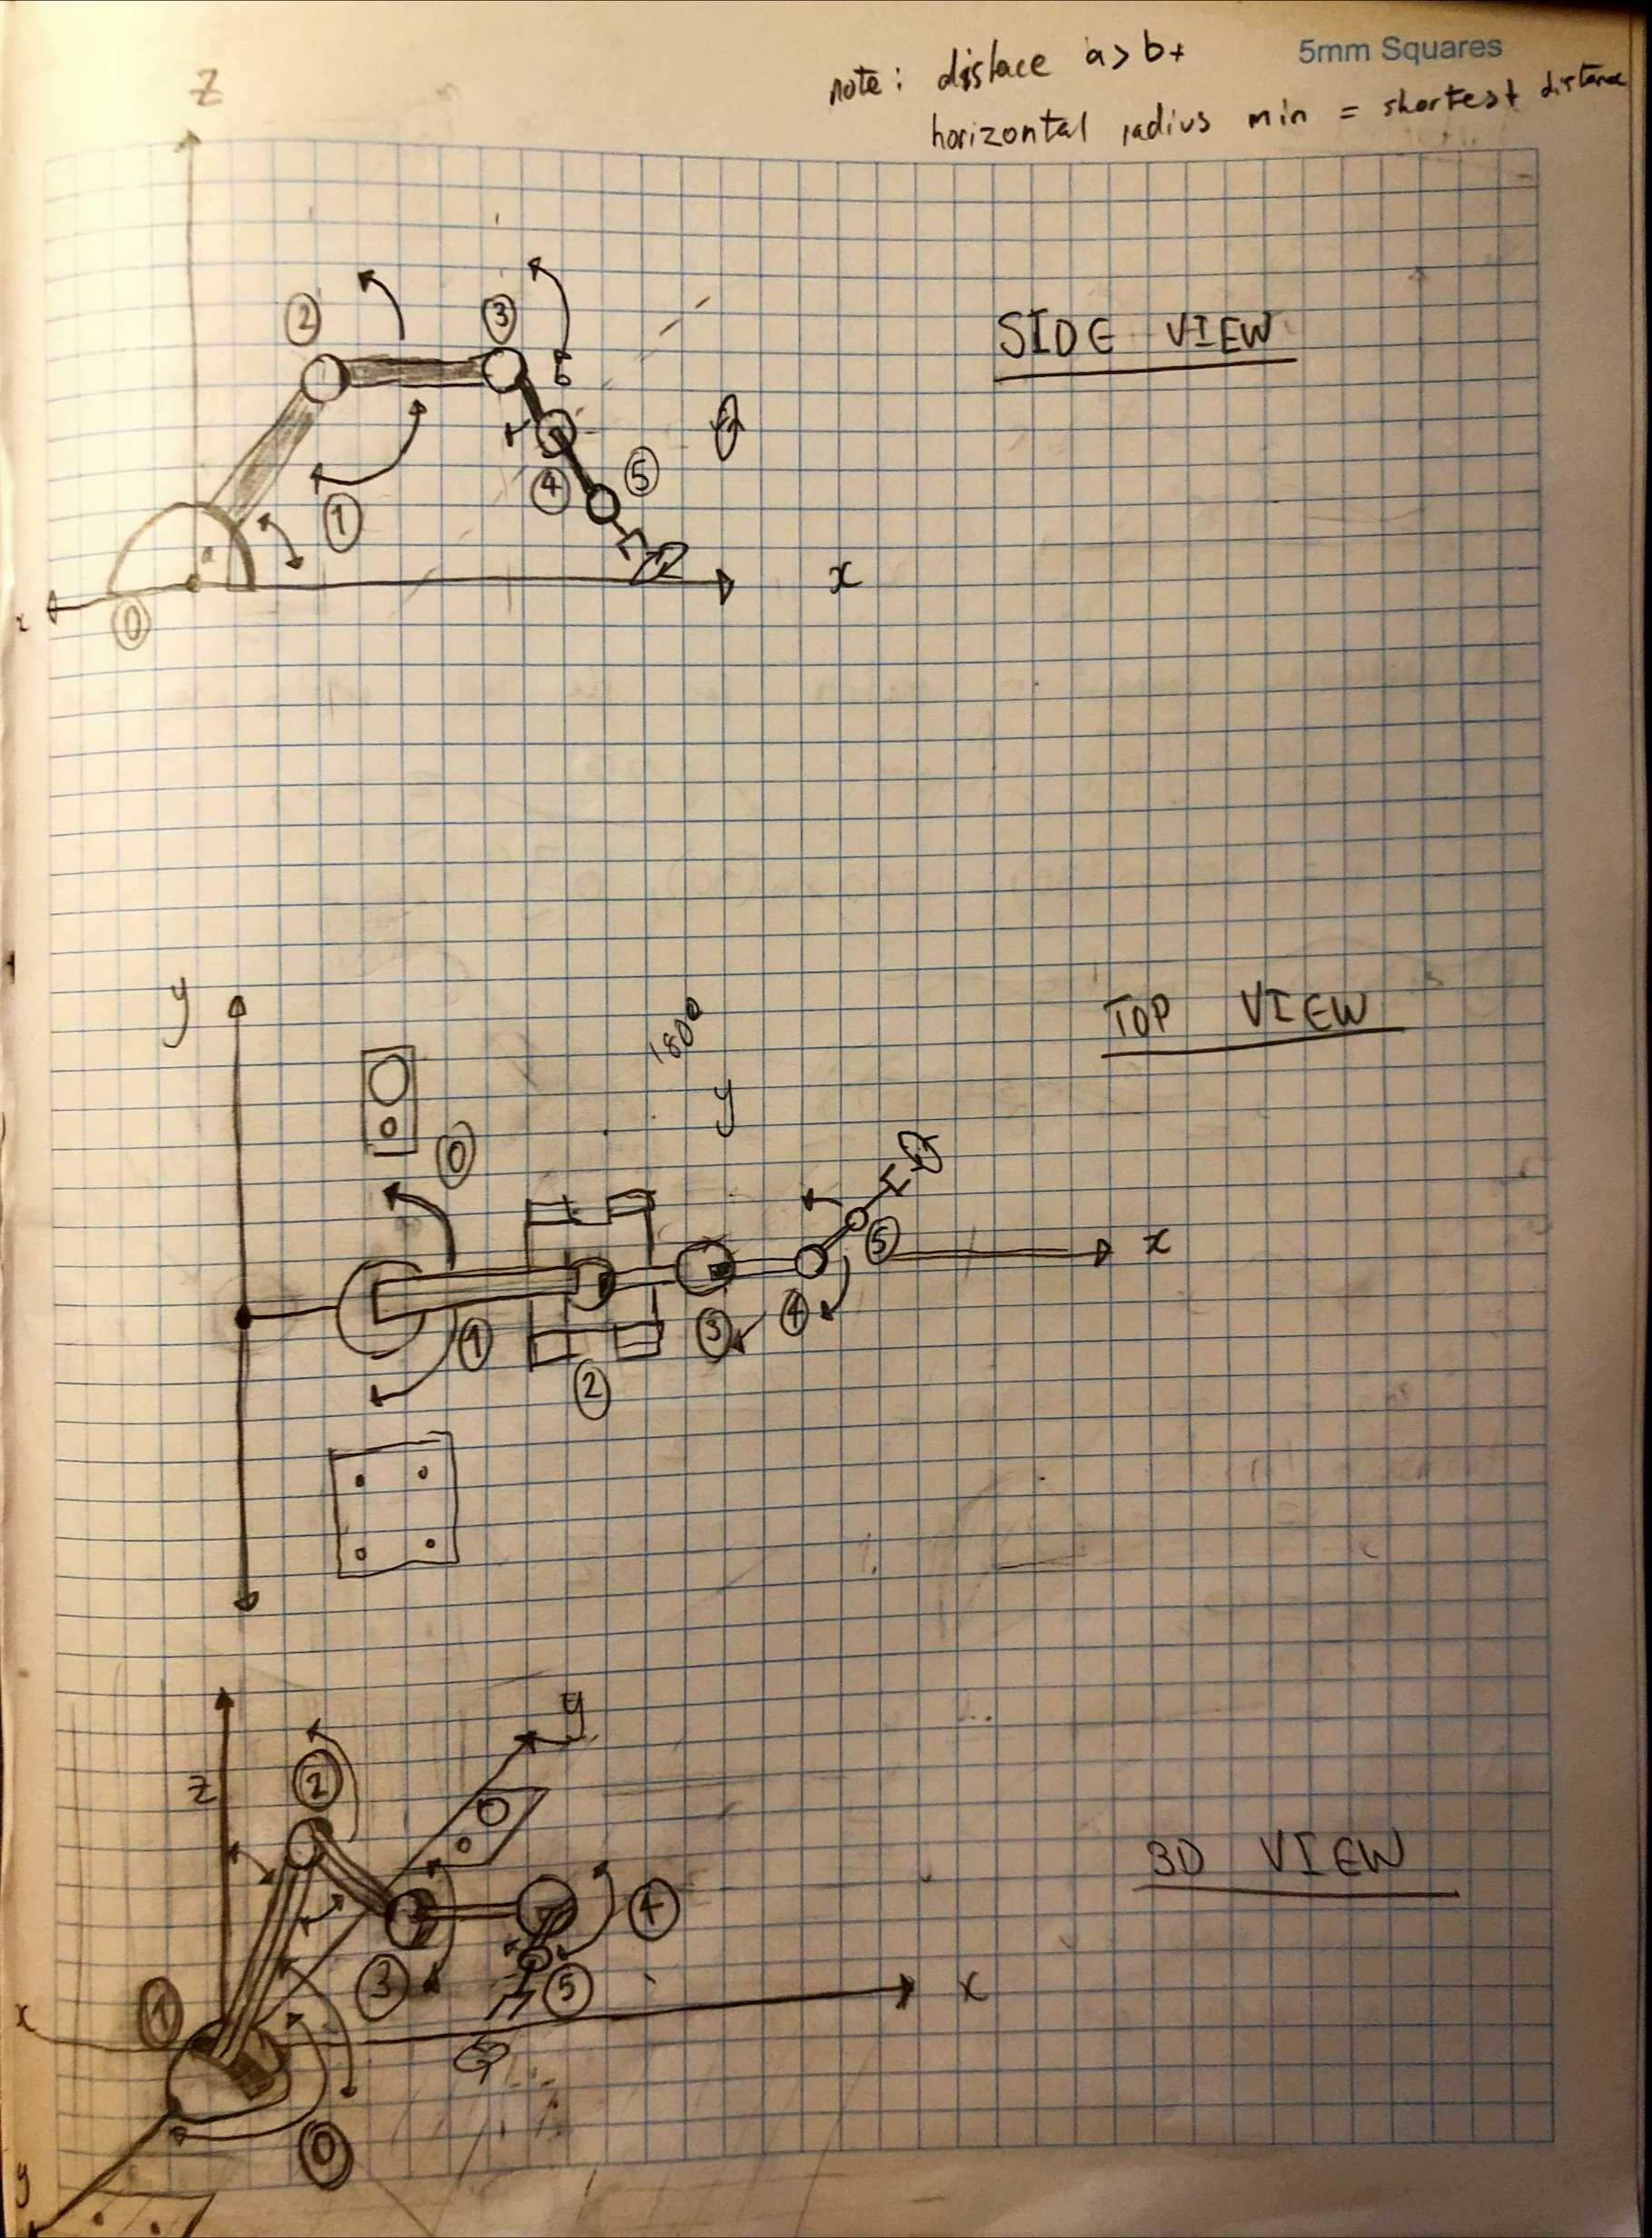 note: dislace a > b +
5mm Squares
horizontal radius min = shortest distance
z
② ③
SIDE VIEW
④ ⑤
①
x
x
⓪
y
TOP VIEW
180°
y
⓪
x
⑤
① ③ ④
②
y
②
z
3D VIEW
④
③ ⑤
x
①
x
⓪
y